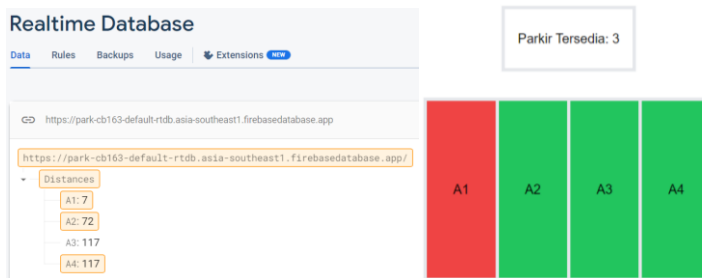 Realtime Database
Data Rules Backups Usage Extensions NEW
https://park-cb163-default-rtdb.asia-southeast1.firebasedatabase.app
https://park-cb163-default-rtdb.asia-southeast1.firebasedatabase.app/
Distances
A1: 7
A2: 72
A3: 117
A4: 117
Parkir Tersedia: 3
A1 A2 A3 A4